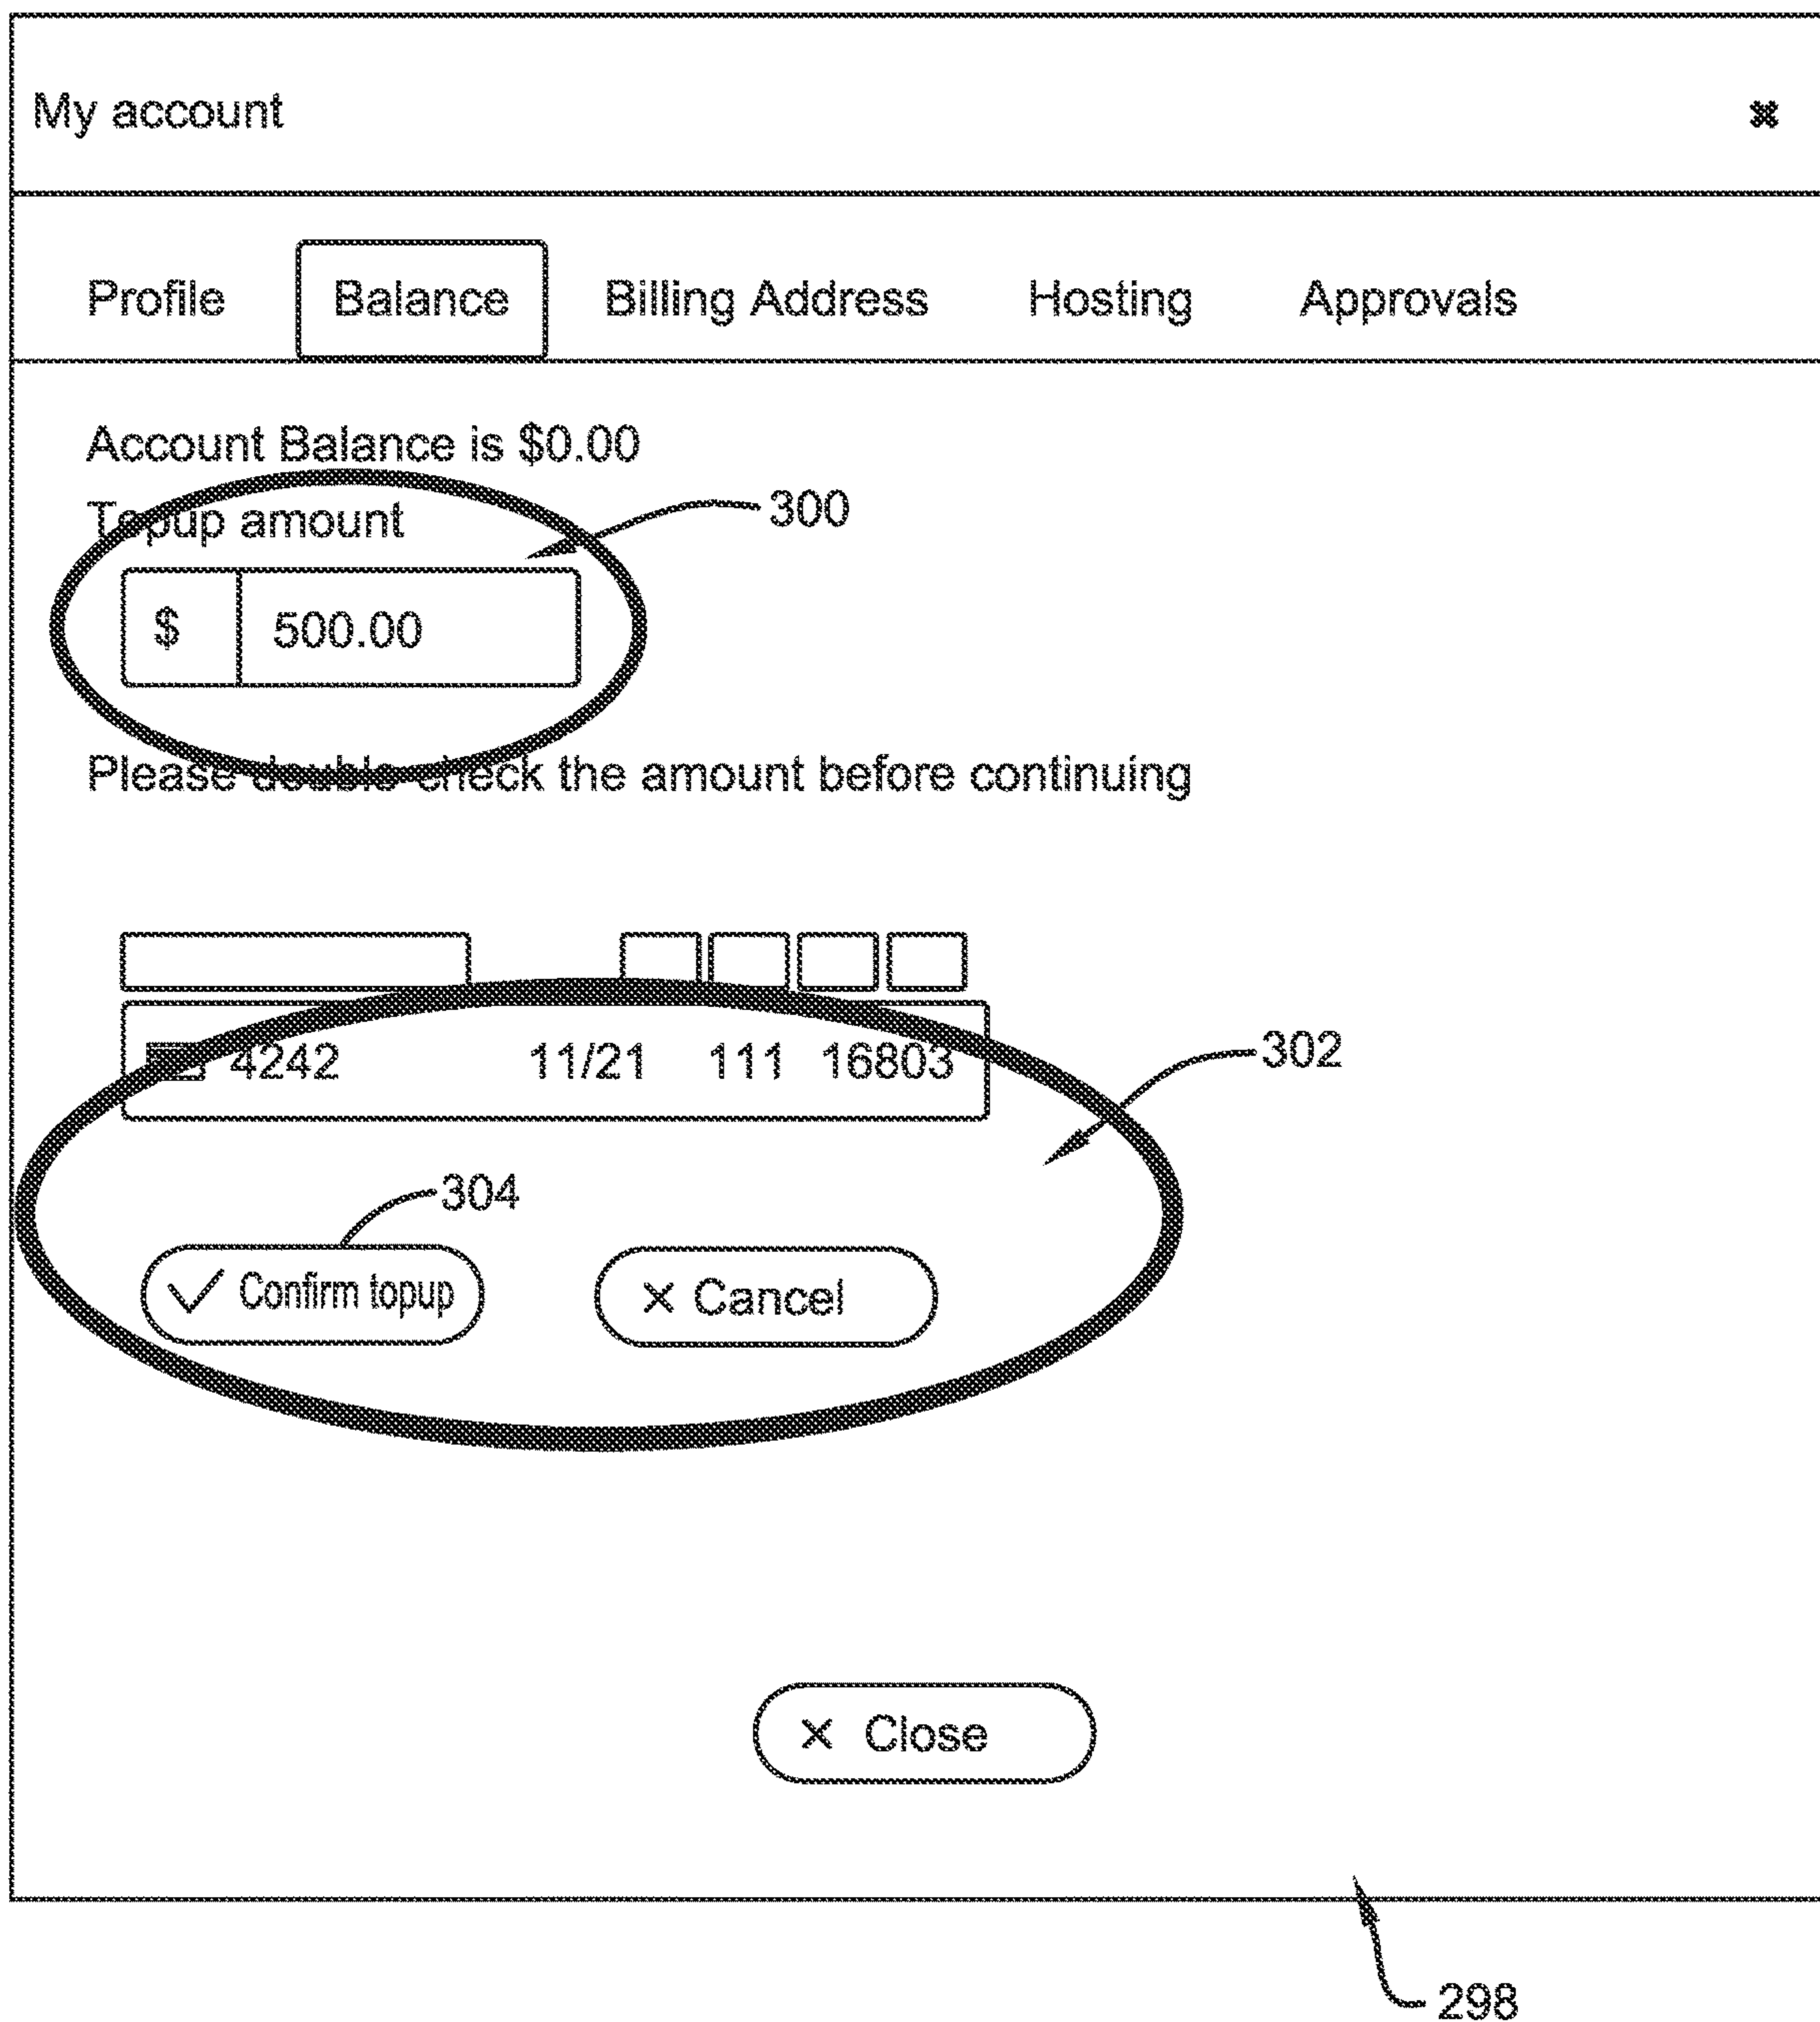 My account
Profile Balance Billing Address Hosting Approvals
Account Balance is $0.00
Topup amount
300
$ 500.00
Please double check the amount before continuing
4242 11/21 111 16803
302
304
Confirm topup Cancel
Close
298